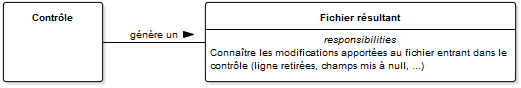 Contrôle
génère un
Fichier résultant
responsibilities
Connaître les modifications apportées au fichier entrant dans le
contrôle (ligne retirées, champs mis à null, ...)